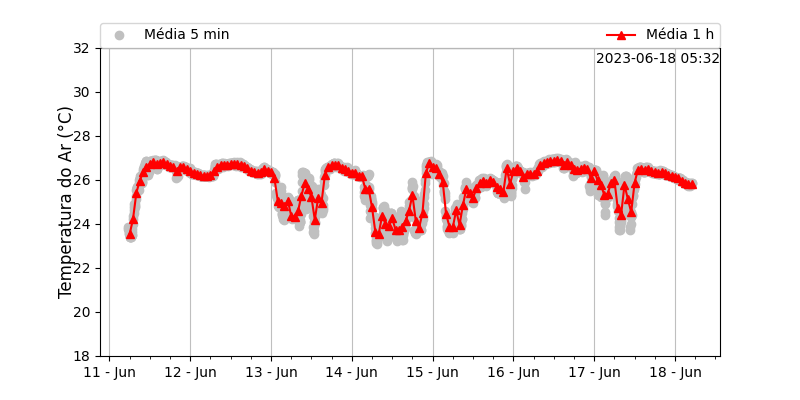 Média 5 min
Média 1 h
2023-06-18 05:32
Temperatura do Ar (°C)
32
30
28
26
24
22
20
18
11 - Jun
12 - Jun
13 - Jun
14 - Jun
15 - Jun
16 - Jun
17 - Jun
18 - Jun